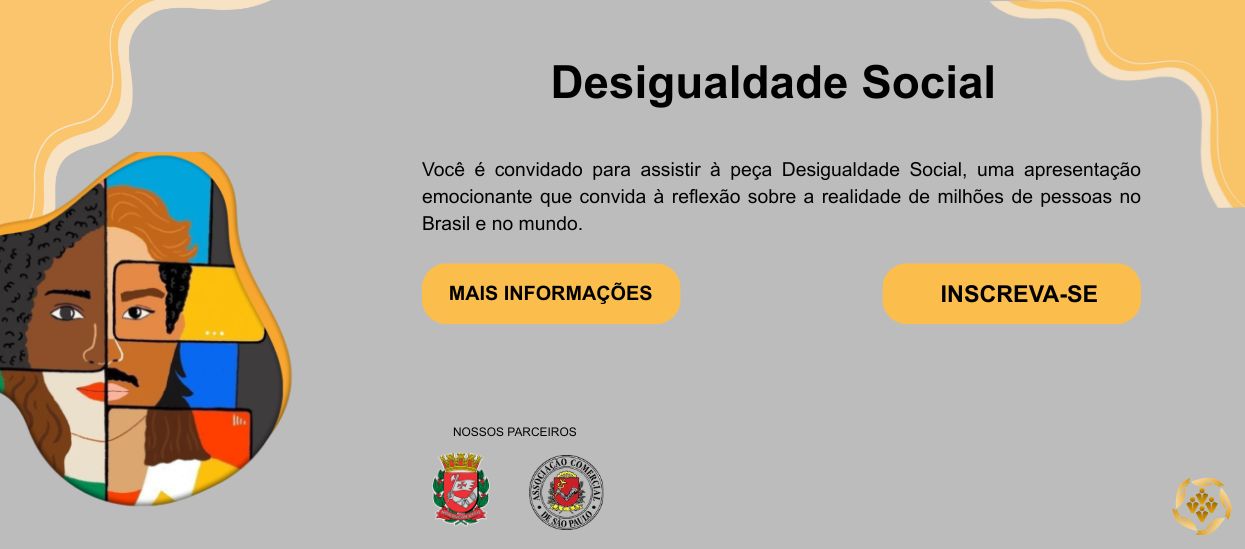 Desigualdade Social
Você é convidado para assistir à peça Desigualdade Social, uma apresentação
emocionante que convida à reflexão sobre a realidade de milhões de pessoas no
Brasil e no mundo.
MAIS INFORMAÇÕES
INSCREVA-SE
NOSSOS PARCEIROS
ASSOCIAÇÃO COMERCIAL
DE SÃO PAULO